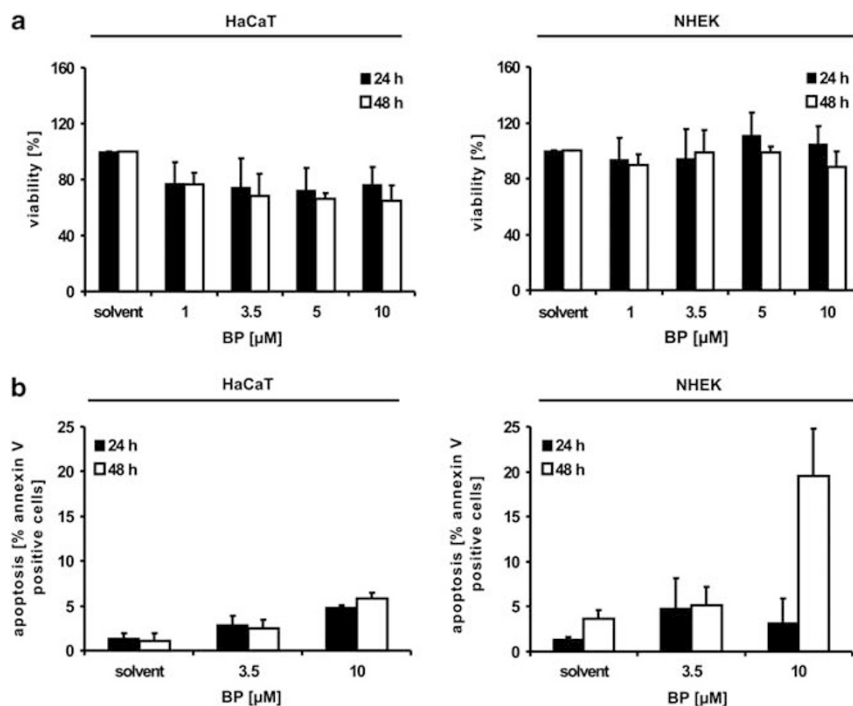 a
HaCaT
NHEK
viability [%]
160
120
80
40
0
24 h
48 h
solvent 1 3.5 5 10
BP [µM]
viability [%]
160
120
80
40
0
24 h
48 h
solvent 1 3.5 5 10
BP [µM]
b
HaCaT
NHEK
apoptosis [% annexin V
positive cells]
25
20
15
10
5
0
24 h
48 h
solvent 3.5 10
BP [µM]
apoptosis [% annexin V
positive cells]
25
20
15
10
5
0
24 h
48 h
solvent 3.5 10
BP [µM]